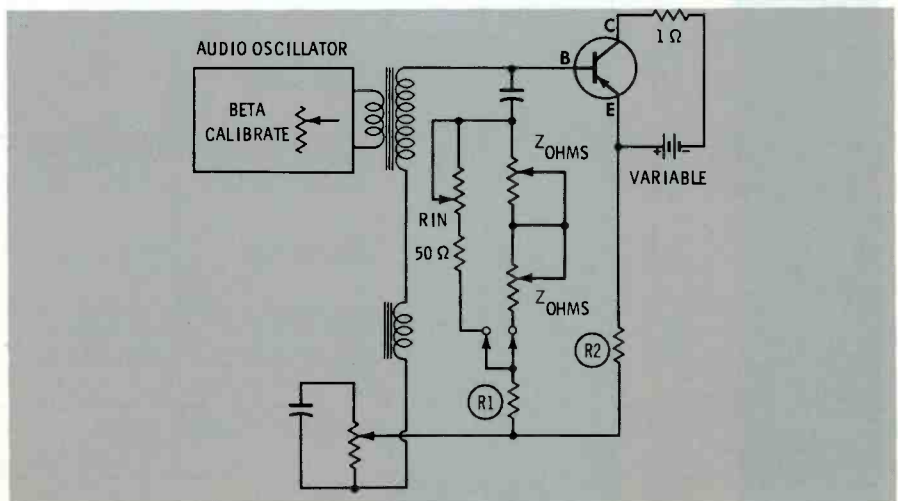 AUDIO OSCILLATOR
BETA
CALIBRATE
C
1 Ω
B
E
Z OHMS
VARIABLE
+
-
RIN
50 Ω
Z OHMS
R2
R1